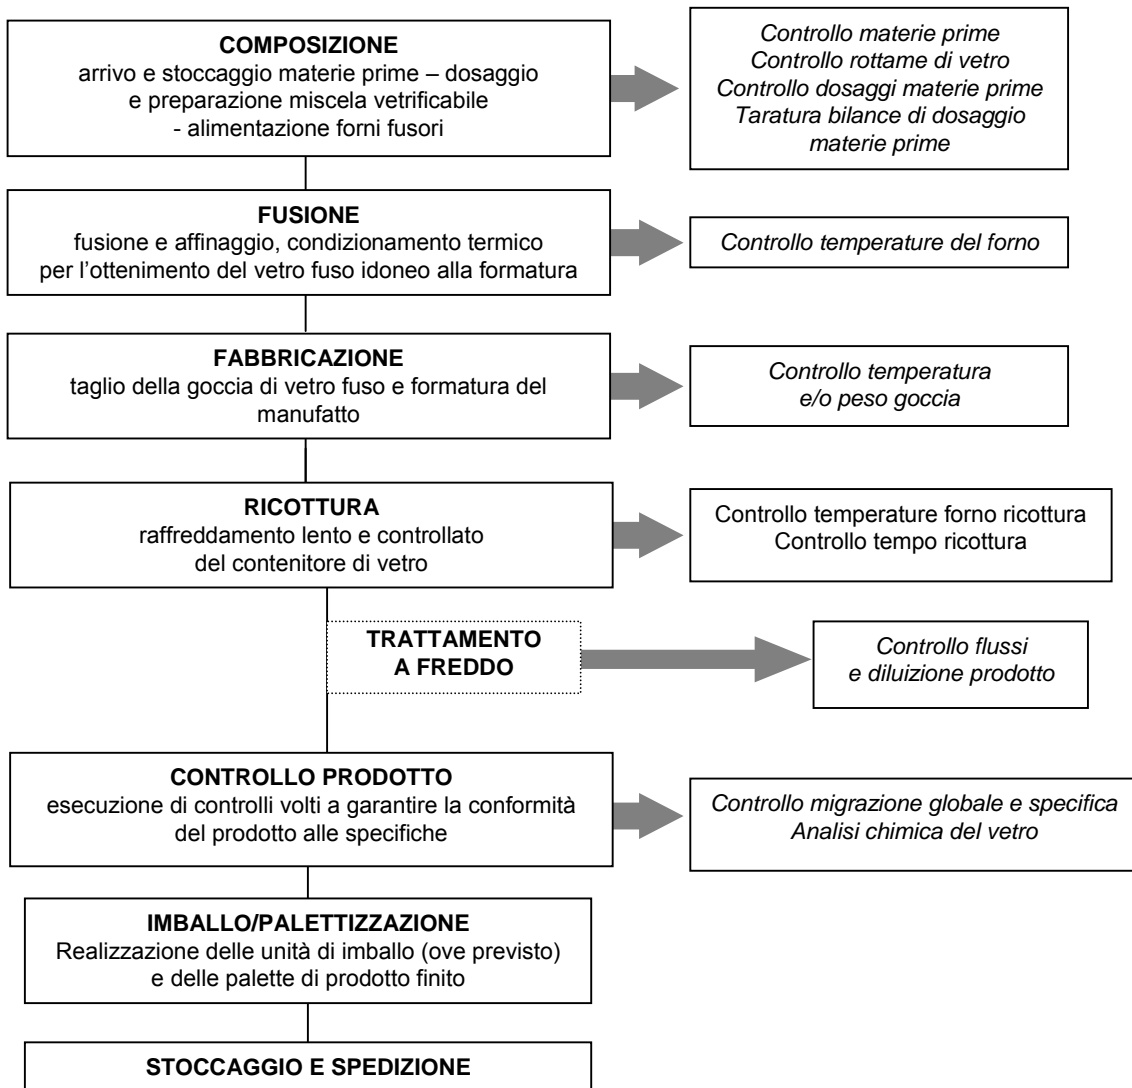 COMPOSIZIONE
arrivo e stoccaggio materie prime – dosaggio
e preparazione miscela vetrificabile
- alimentazione forni fusori
Controllo materie prime
Controllo rottame di vetro
Controllo dosaggi materie prime
Taratura bilance di dosaggio
materie prime
FUSIONE
fusione e affinaggio, condizionamento termico
per l’ottenimento del vetro fuso idoneo alla formatura
Controllo temperature del forno
FABBRICAZIONE
taglio della goccia di vetro fuso e formatura del
manufatto
Controllo temperatura
e/o peso goccia
RICOTTURA
raffreddamento lento e controllato
del contenitore di vetro
Controllo temperature forno ricottura
Controllo tempo ricottura
TRATTAMENTO
A FREDDO
Controllo flussi
e diluizione prodotto
CONTROLLO PRODOTTO
esecuzione di controlli volti a garantire la conformità
del prodotto alle specifiche
Controllo migrazione globale e specifica
Analisi chimica del vetro
IMBALLO/PALETTIZZAZIONE
Realizzazione delle unità di imballo (ove previsto)
e delle palette di prodotto finito
STOCCAGGIO E SPEDIZIONE